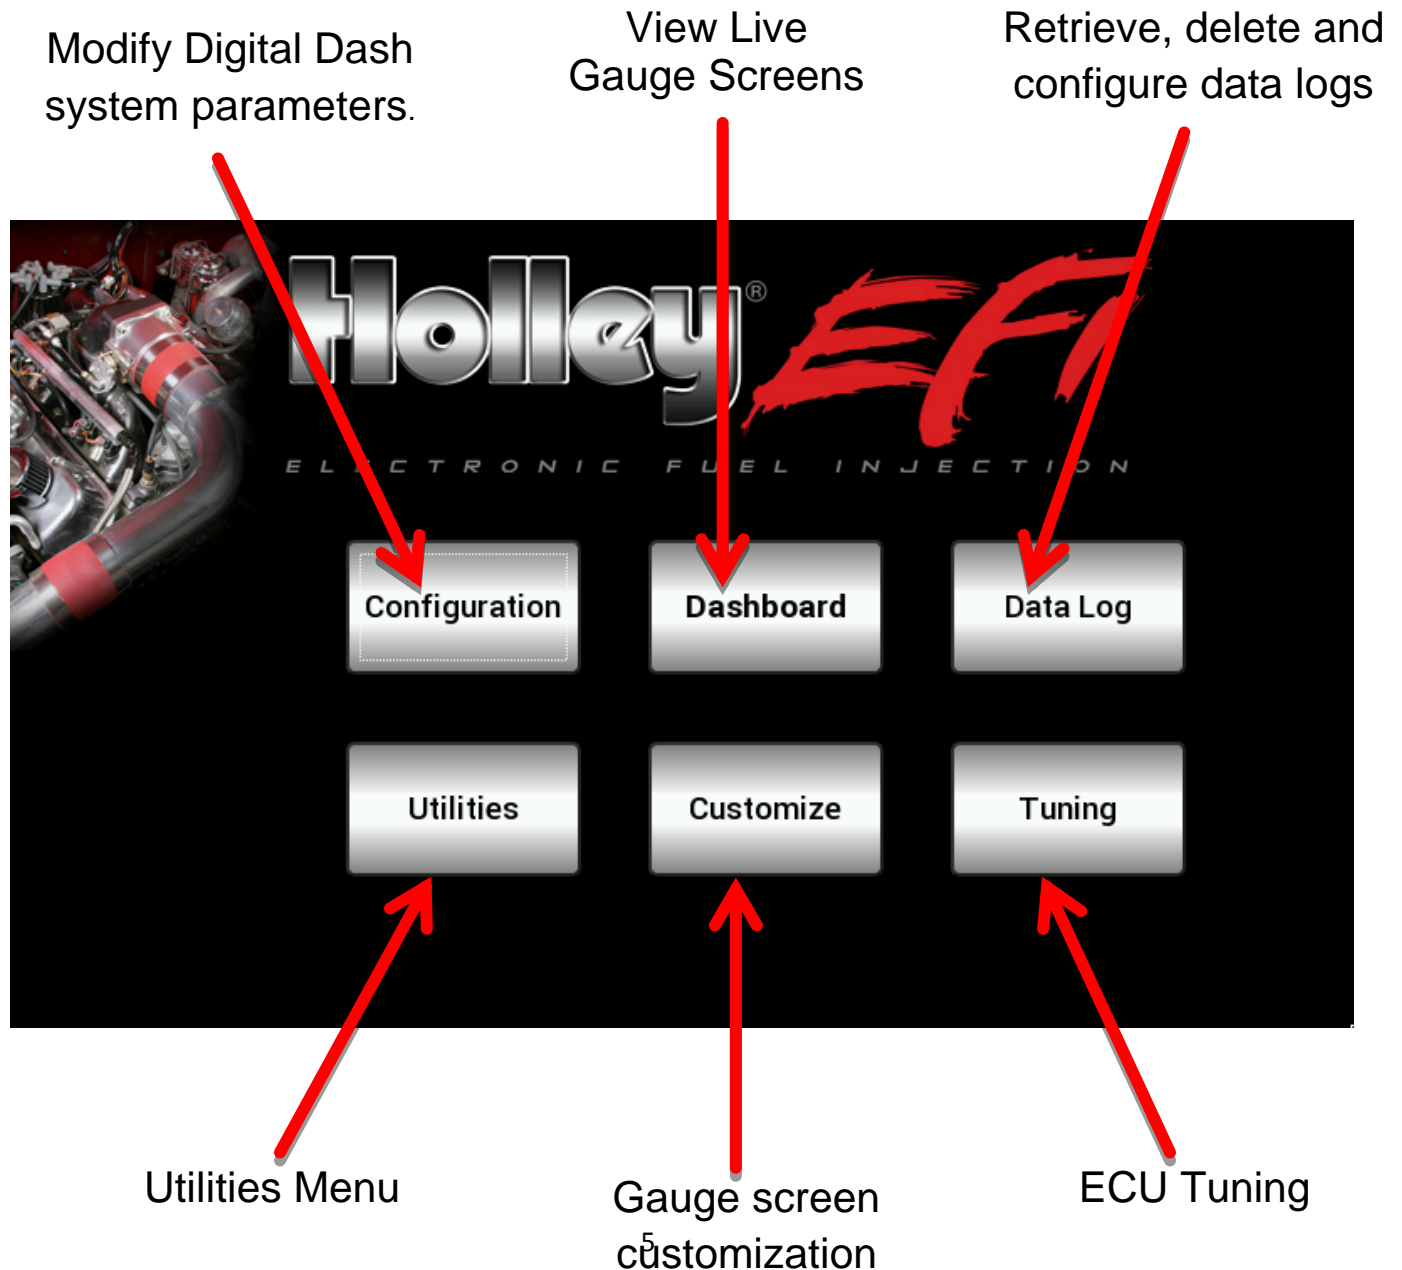 Modify Digital Dash
system parameters.
View Live
Gauge Screens
Retrieve, delete and
configure data logs
Holley® EFI
ELECTRONIC FUEL INJECTION
Configuration
Dashboard
Data Log
Utilities
Customize
Tuning
Utilities Menu
Gauge screen
customization
ECU Tuning
5